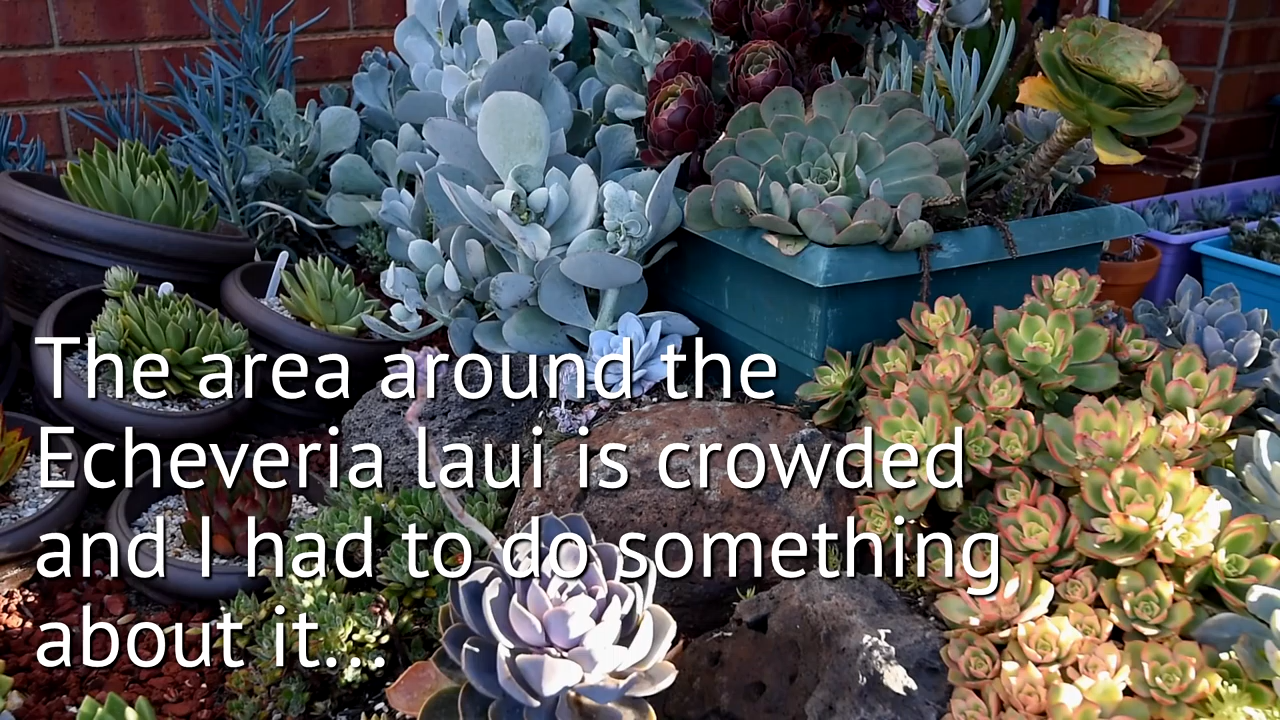 The area around the
Echeveria laui is crowded
and I had to do something
about it...